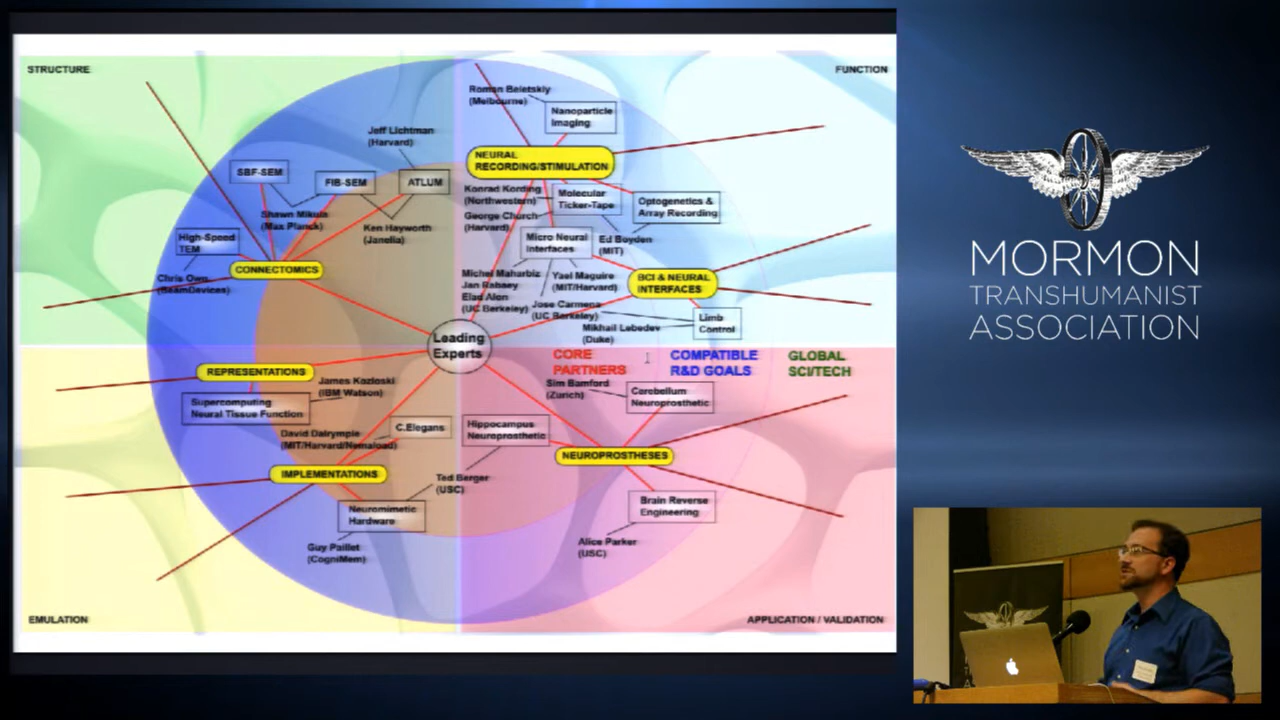 STRUCTURE
FUNCTION
Roman Beletskiy
(Melbourne)
Nanoparticle
Imaging
Jeff Lichtman
(Harvard)
NEURAL
RECORDING/STIMULATION
SBF-SEM
FIB-SEM
ATLUM
Konrad Kording
(Northwestern)
Molecular
Ticker-Tape
Optogenetics &
Array Recording
George Church
(Harvard)
Shawn Mikula
(Max Planck)
Ken Hayworth
(Janelia)
High-Speed
TEM
Micro Neural
Interfaces
Ed Boyden
(MIT)
CONNECTOMICS
Chris Own
(BeamDevices)
Michel Maharbiz
Jan Rabaey
Elad Alon
(UC Berkeley)
Yael Maguire
(MIT/Harvard)
BCI & NEURAL
INTERFACES
Jose Carmena
(UC Berkeley)
Limb
Control
Mikhail Lebedev
(Duke)
Leading
Experts
CORE
PARTNERS
COMPATIBLE
R&D GOALS
GLOBAL
SCI/TECH
REPRESENTATIONS
James Kozloski
(IBM Watson)
Sim Bamford
(Zurich)
Cerebellum
Neuroprosthetic
Supercomputing
Neural Tissue Function
David Dalrymple
(MIT/Harvard/Nemaload)
C.Elegans
Hippocampus
Neuroprosthetic
NEUROPROSTHESES
IMPLEMENTATIONS
Ted Berger
(USC)
Neuromimetic
Hardware
Brain Reverse
Engineering
Guy Paillet
(CogniMem)
Alice Parker
(USC)
EMULATION
APPLICATION / VALIDATION
MORMON
TRANSHUMANIST
ASSOCIATION